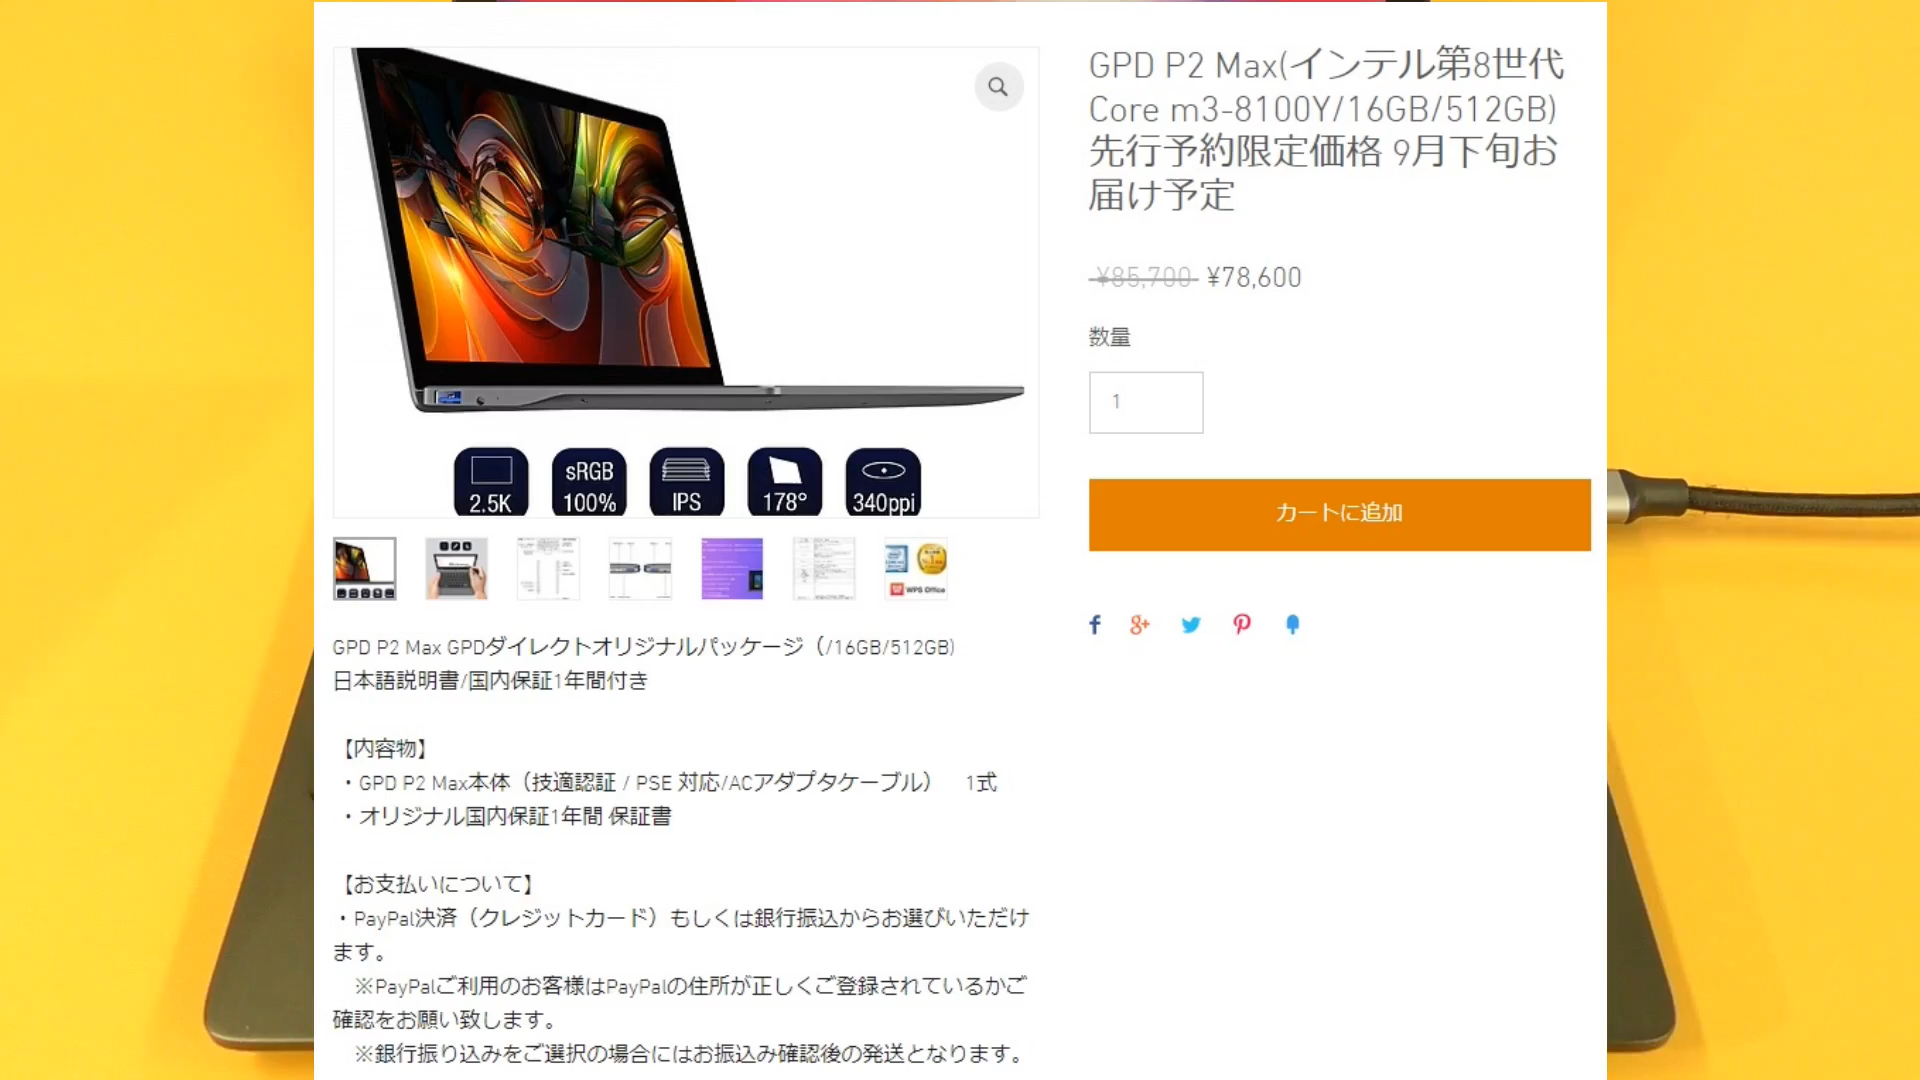 GPD P2 Max(インテル第8世代
Core m3-8100Y/16GB/512GB)
先行予約限定価格 9月下旬お
届け予定
¥85,700 ¥78,600
数量
1
カートに追加
2.5K
sRGB
100%
IPS
178°
340ppi
WPS Office
GPD P2 Max GPDダイレクトオリジナルパッケージ（/16GB/512GB)
日本語説明書/国内保証1年間付き
【内容物】
・GPD P2 Max本体（技適認証 / PSE 対応/ACアダプタケーブル） 1式
・オリジナル国内保証1年間 保証書
【お支払いについて】
・PayPal決済（クレジットカード）もしくは銀行振込からお選びいただけ
ます。
※PayPalご利用のお客様はPayPalの住所が正しくご登録されているかご
確認をお願い致します。
※銀行振り込みをご選択の場合にはお振込み確認後の発送となります。